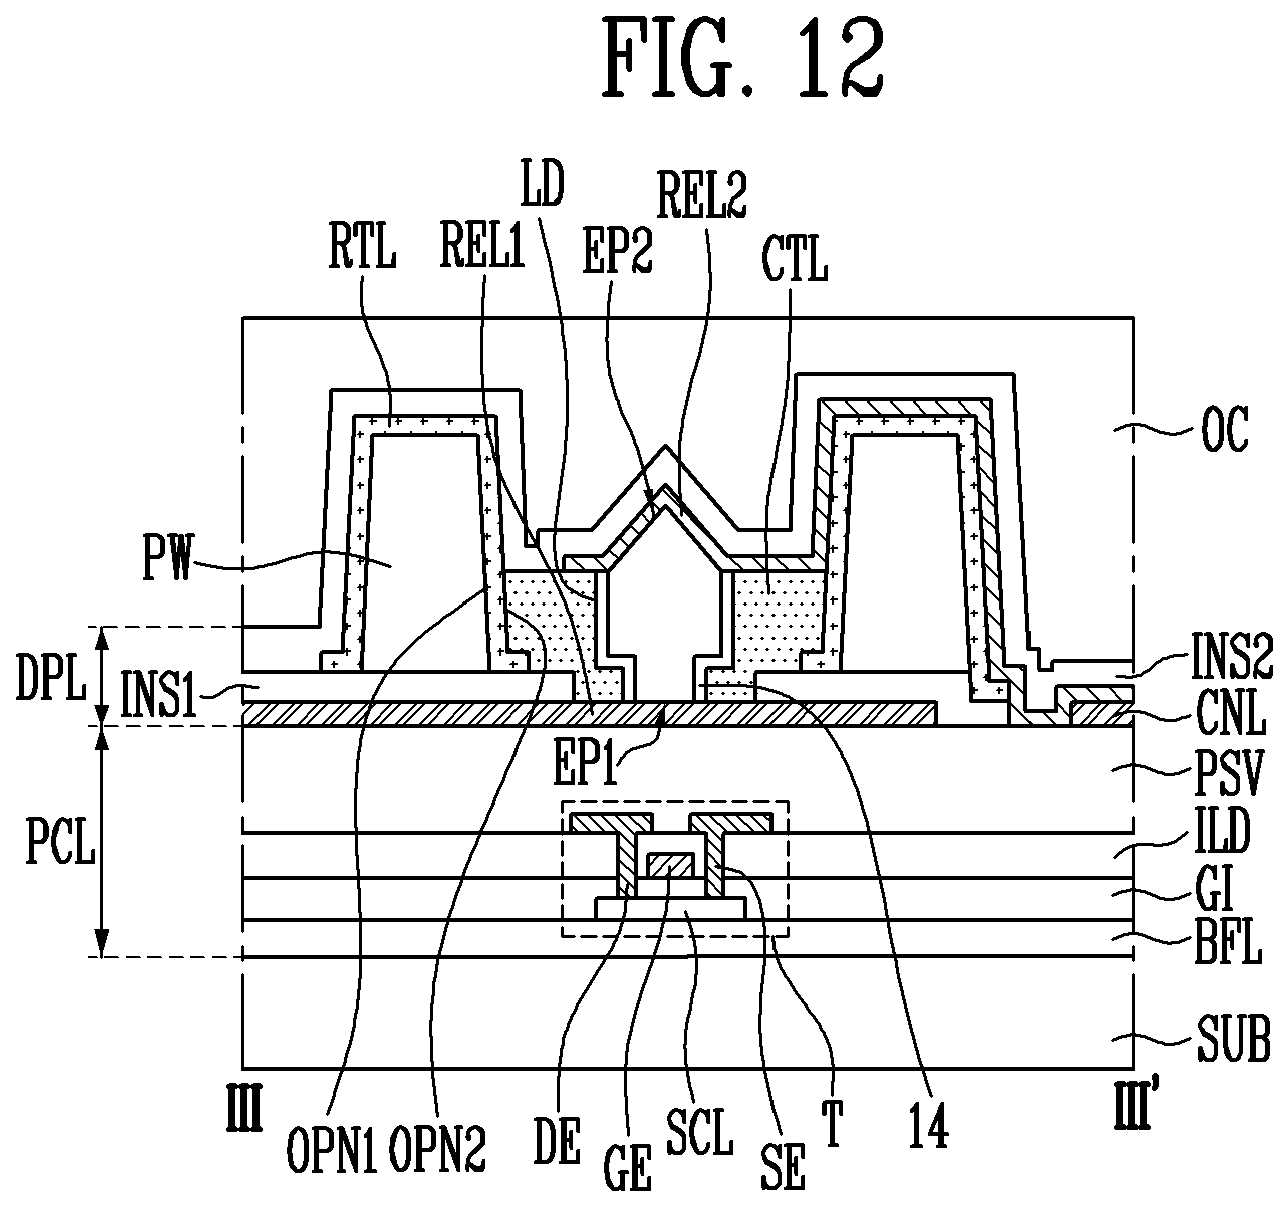 FIG. 12
LD
REL2
RTL
REL1
EP2
CTL
OC
PW
DPL
INS1
INS2
CNL
EP1
PSV
PCL
ILD
GI
BFL
SUB
III
III'
OPN1
OPN2
DE
GE
SCL
SE
T
14